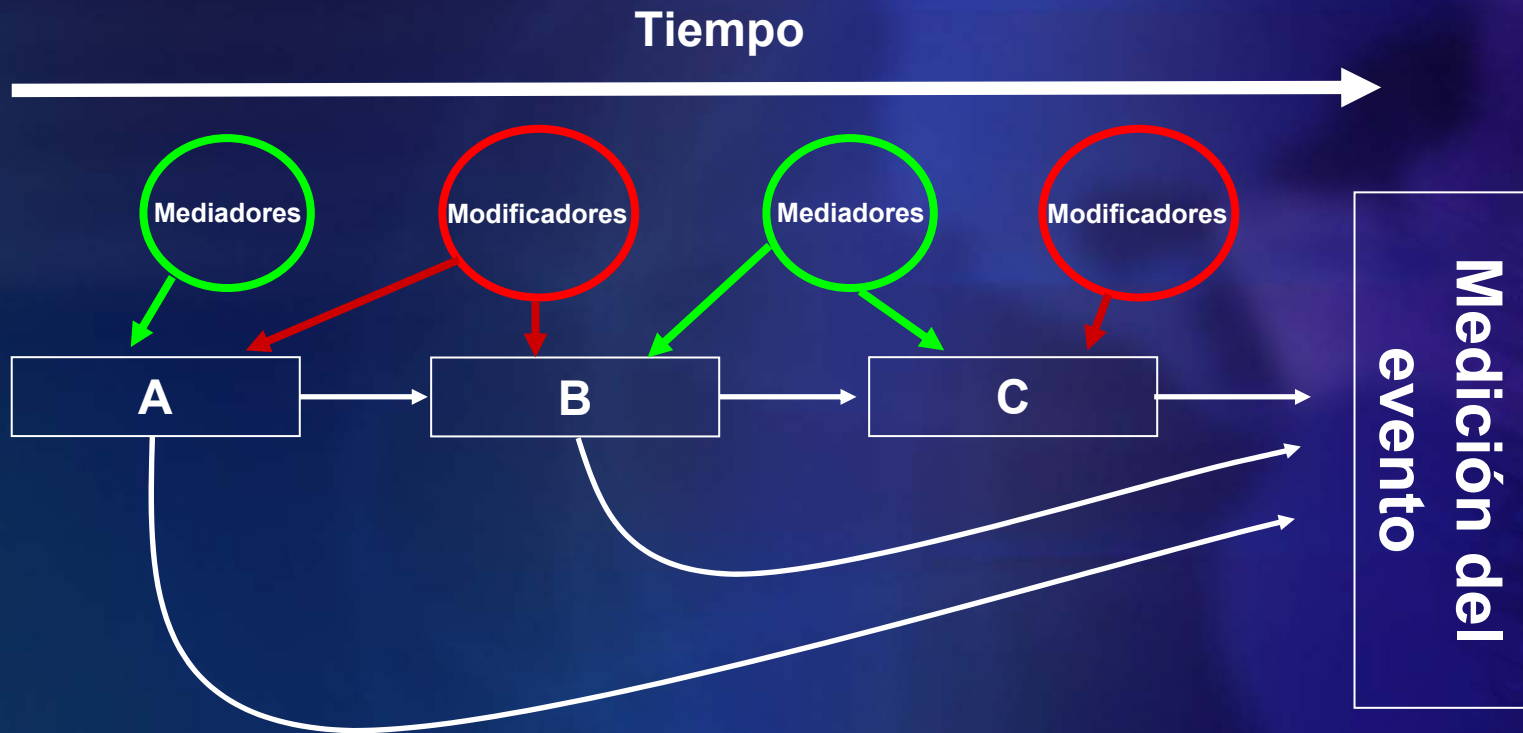 Tiempo
Mediadores
Modificadores
Mediadores
Modificadores
A
B
C
Medición del
evento